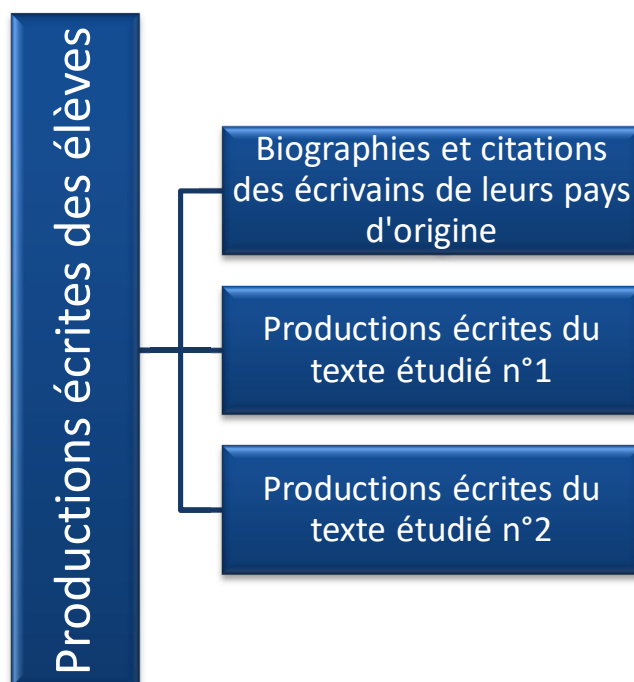 Productions écrites des élèves
Biographies et citations
des écrivains de leurs pays
d'origine
Productions écrites du
texte étudié n°1
Productions écrites du
texte étudié n°2